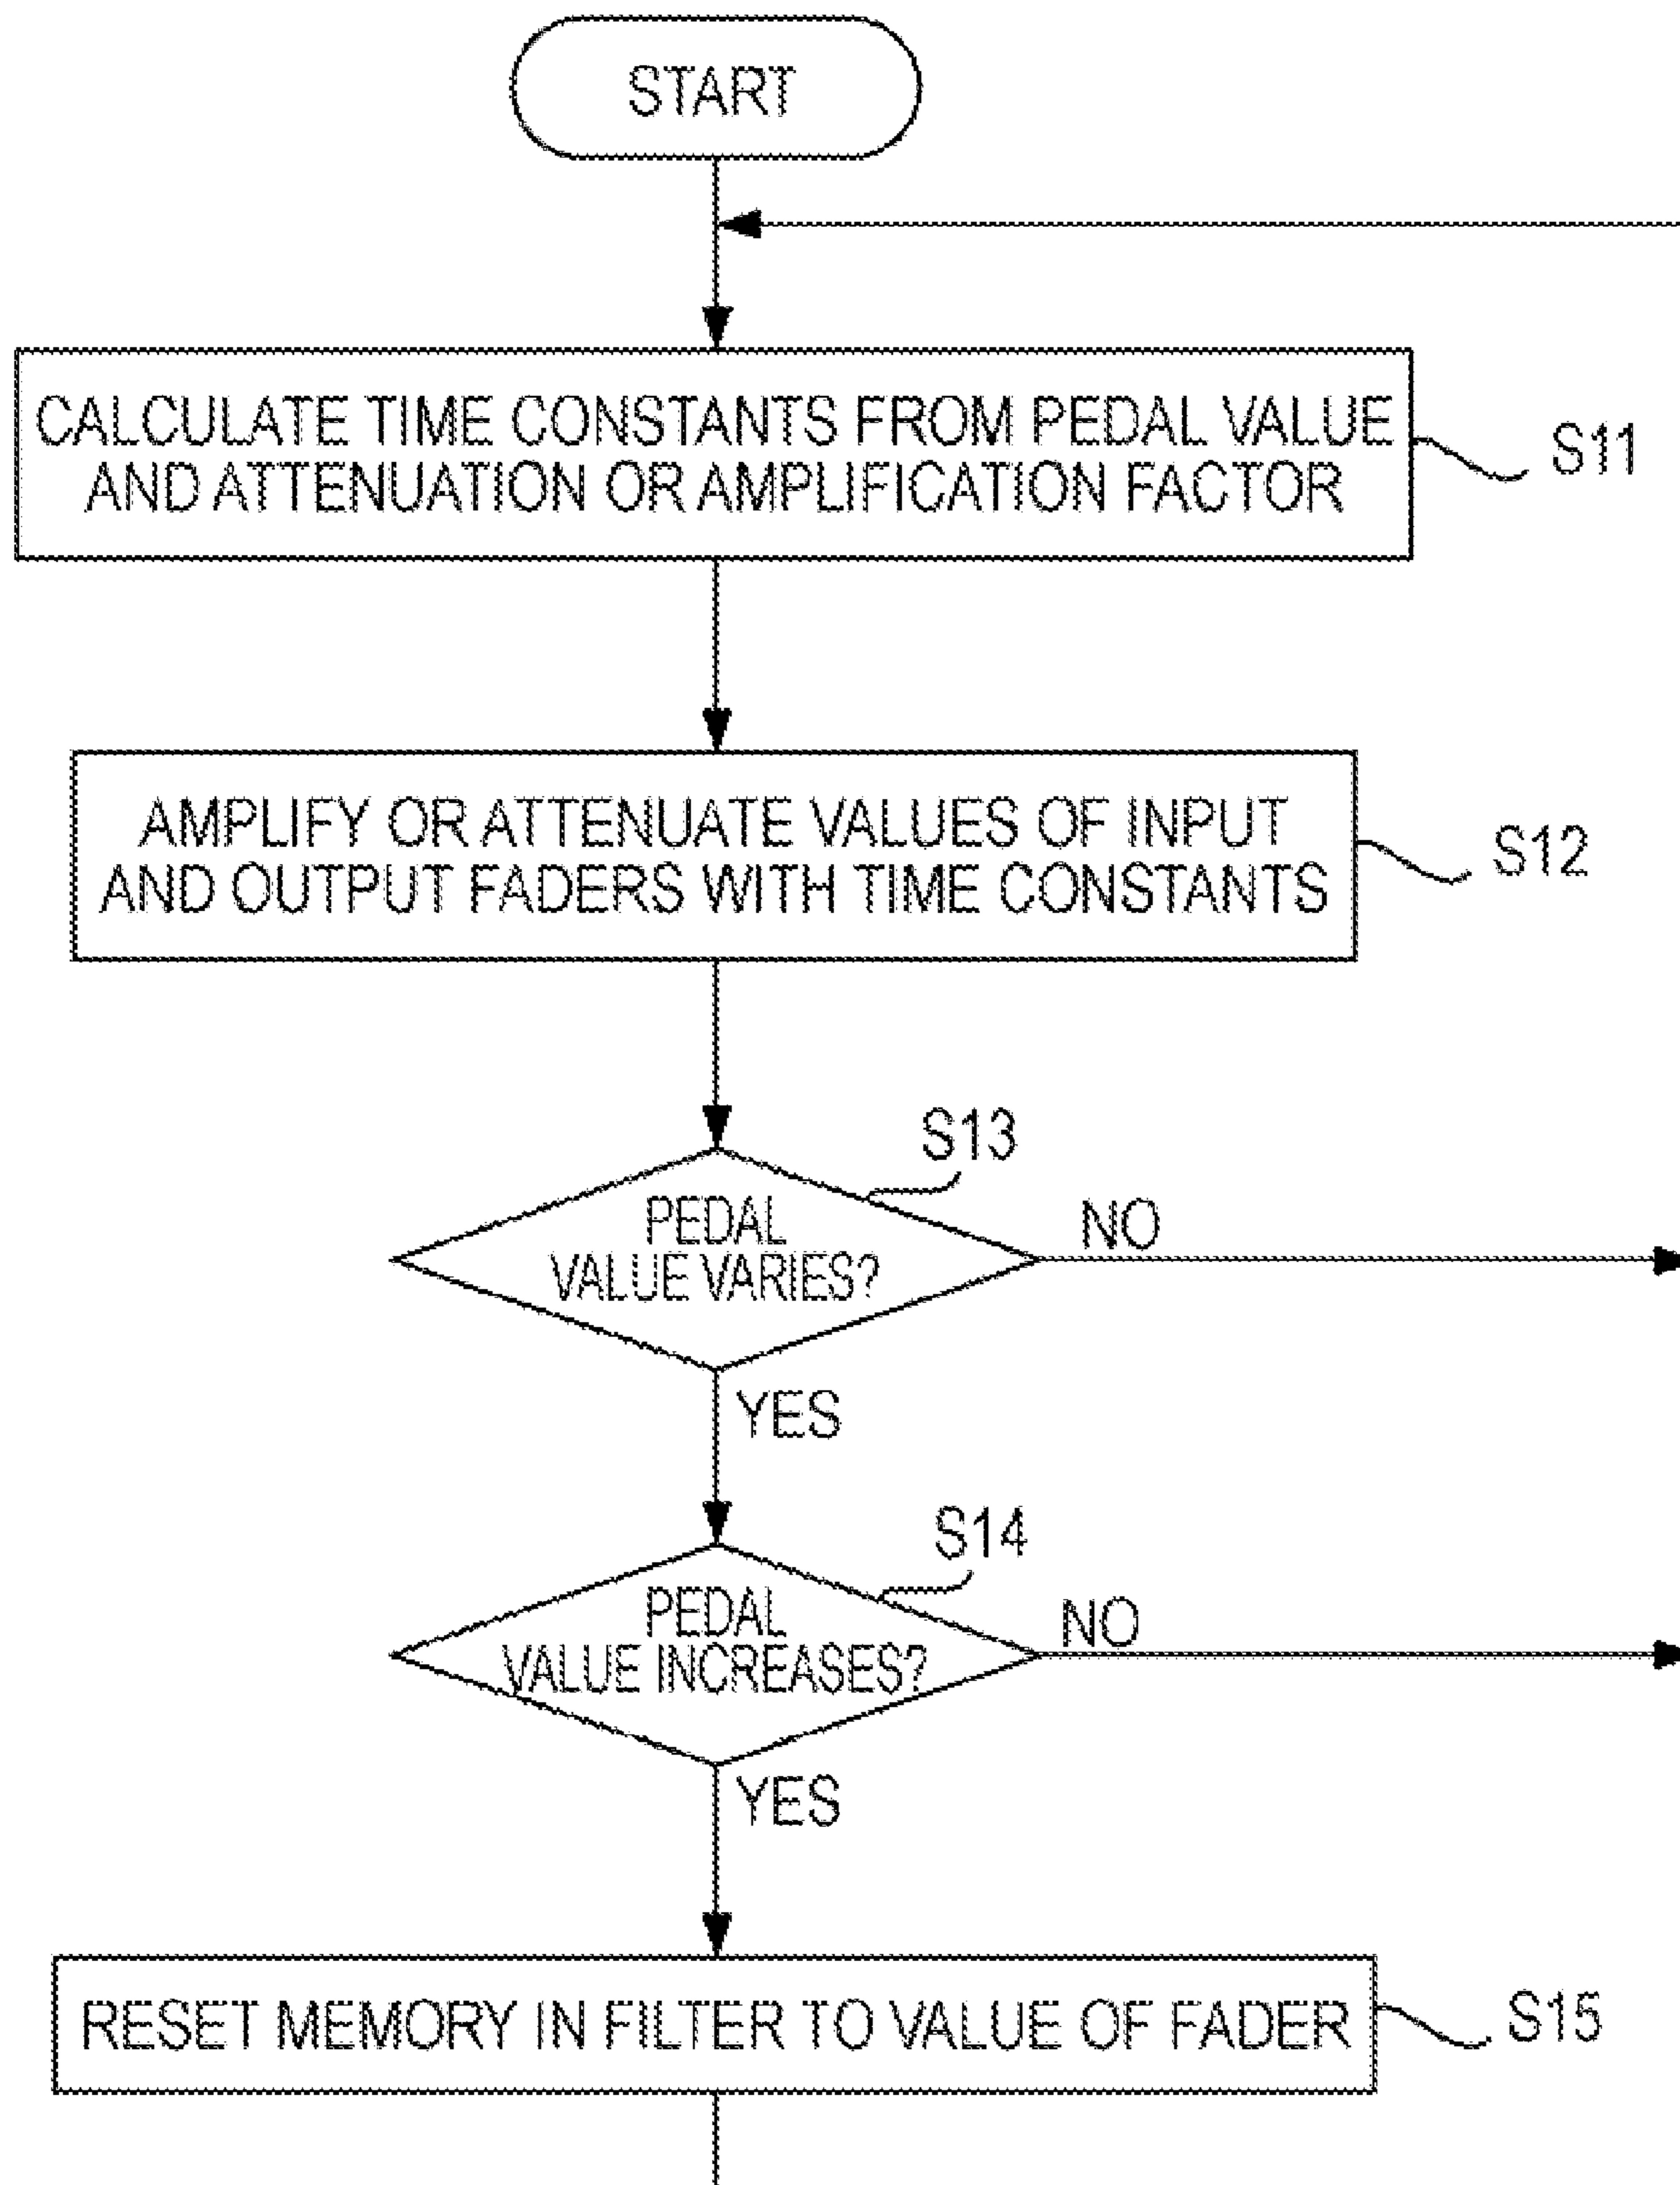 START
CALCULATE TIME CONSTANTS FROM PEDAL VALUE
AND ATTENUATION OR AMPLIFICATION FACTOR
S11
AMPLIFY OR ATTENUATE VALUES OF INPUT
AND OUTPUT FADERS WITH TIME CONSTANTS
S12
S13
PEDAL
VALUE VARIES?
NO
YES
S14
PEDAL
VALUE INCREASES?
NO
YES
RESET MEMORY IN FILTER TO VALUE OF FADER
S15